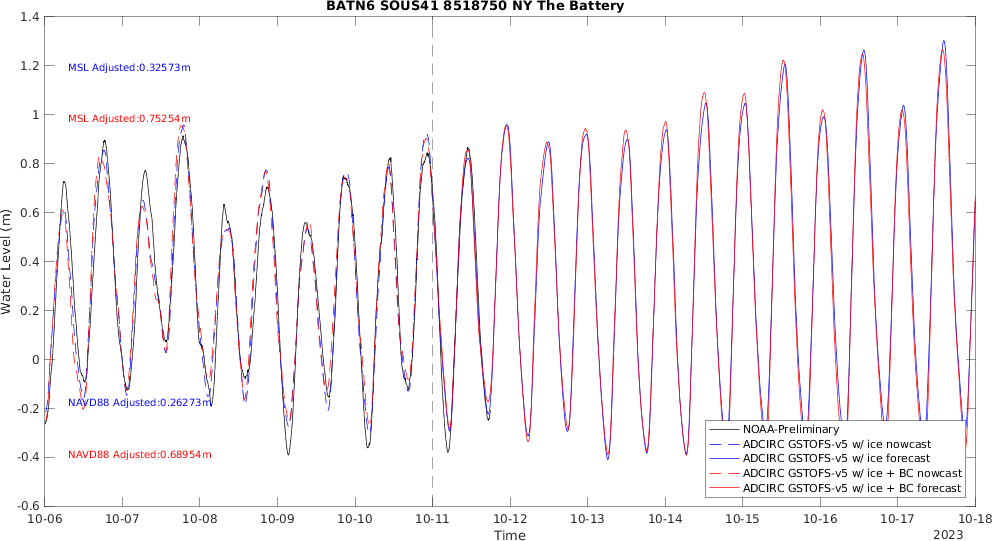 BATN6 SOUS41 8518750 NY The Battery
1.4
1.2
1
0.8
0.6
0.4
0.2
0
-0.2
-0.4
-0.6
Water Level (m)
MSL Adjusted:0.32573m
MSL Adjusted:0.75254m
NAVD88 Adjusted:0.26273m
NAVD88 Adjusted:0.68954m
NOAA-Preliminary
ADCIRC GSTOFS-v5 w/ ice nowcast
ADCIRC GSTOFS-v5 w/ ice forecast
ADCIRC GSTOFS-v5 w/ ice + BC nowcast
ADCIRC GSTOFS-v5 w/ ice + BC forecast
10-06 10-07 10-08 10-09 10-10 10-11 10-12 10-13 10-14 10-15 10-16 10-17 10-18
Time
2023